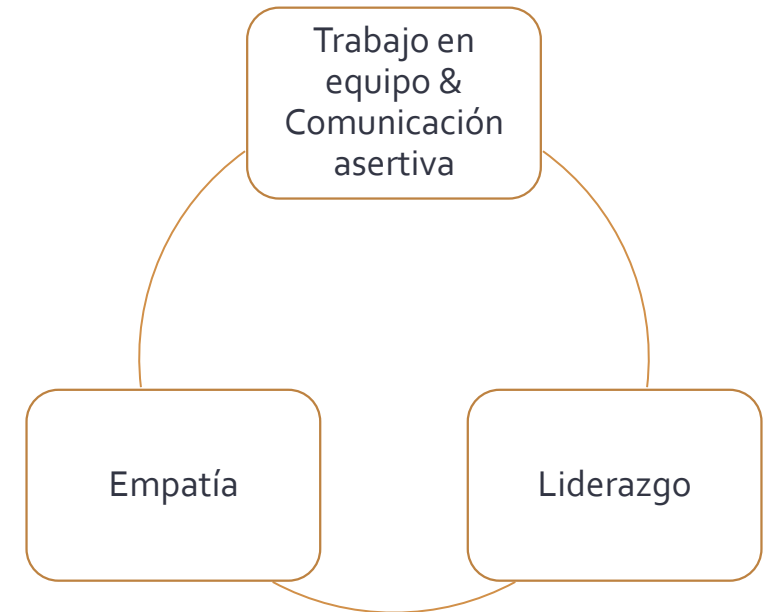 Trabajo en
equipo &
Comunicación
asertiva
Empatía
Liderazgo